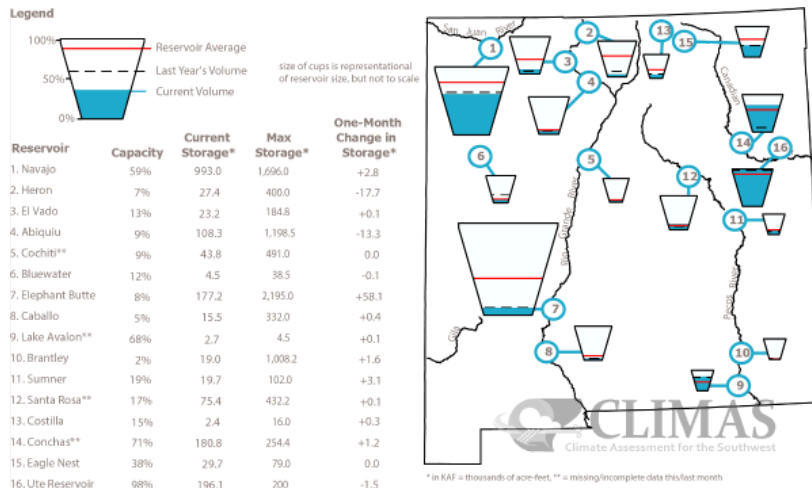 Legend
100%
50%
0%
Reservoir Average
Last Year's Volume
Current Volume
size of cups is representational
of reservoir size, but not to scale
Reservoir Capacity Current Storage* Max Storage* One-Month Change in Storage*
1. Navajo 59% 993.0 1,696.0 +2.8
2. Heron 7% 27.4 400.0 -17.7
3. El Vado 13% 23.2 184.8 +0.1
4. Abiquiu 9% 108.3 1,198.5 -13.3
5. Cochiti** 9% 43.8 491.0 0.0
6. Bluewater 12% 4.5 38.5 -0.1
7. Elephant Butte 8% 177.2 2,195.0 +58.1
8. Caballo 5% 15.5 332.0 +0.4
9. Lake Avalon** 68% 2.7 4.5 +0.1
10. Brantley 2% 19.0 1,008.2 +1.6
11. Sumner 19% 19.7 102.0 +3.1
12. Santa Rosa** 17% 75.4 432.2 +0.1
13. Costilla 15% 2.4 16.0 +0.3
14. Conchas** 71% 180.8 254.4 +1.2
15. Eagle Nest 38% 29.7 79.0 0.0
16. Ute Reservoir 98% 196.1 200 -1.5
San Juan River
1
2
3
4
13
15
Canadian
14
16
6
5
12
11
Rio Grande River
Pecos River
7
Gila
8
10
9
CLIMAS
Climate Assessment for the Southwest
* in KAF = thousands of acre-feet, ** = missing/incomplete data this/last month